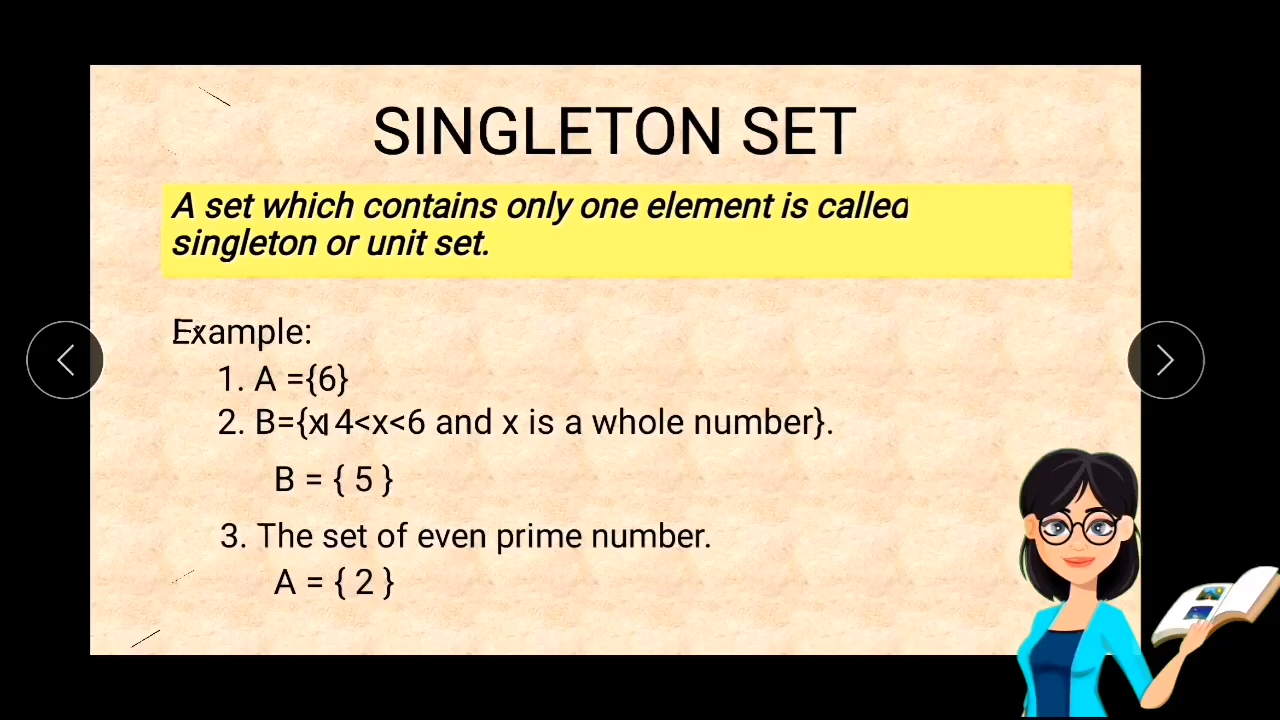 SINGLETON SET
A set which contains only one element is called
singleton or unit set.
Example:
1. A ={6}
2. B={x| 4<x<6 and x is a whole number}.
B = { 5 }
3. The set of even prime number.
A = { 2 }